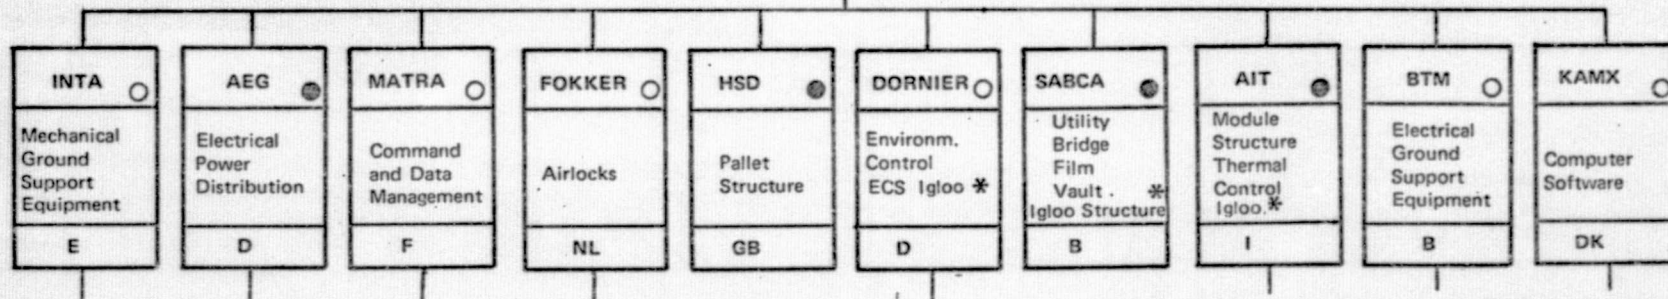 INTA
Mechanical
Ground
Support
Equipment
E
AEG
Electrical
Power
Distribution
D
MATRA
Command
and Data
Management
F
FOKKER
Airlocks
NL
HSD
Pallet
Structure
GB
DORNIER
Environm.
Control
ECS Igloo *
D
SABCA
Utility
Bridge
Film
Vault . *
Igloo Structure
B
AIT
Module
Structure
Thermal
Control
Igloo.*
I
BTM
Electrical
Ground
Support
Equipment
B
KAMX
Computer
Software
DK